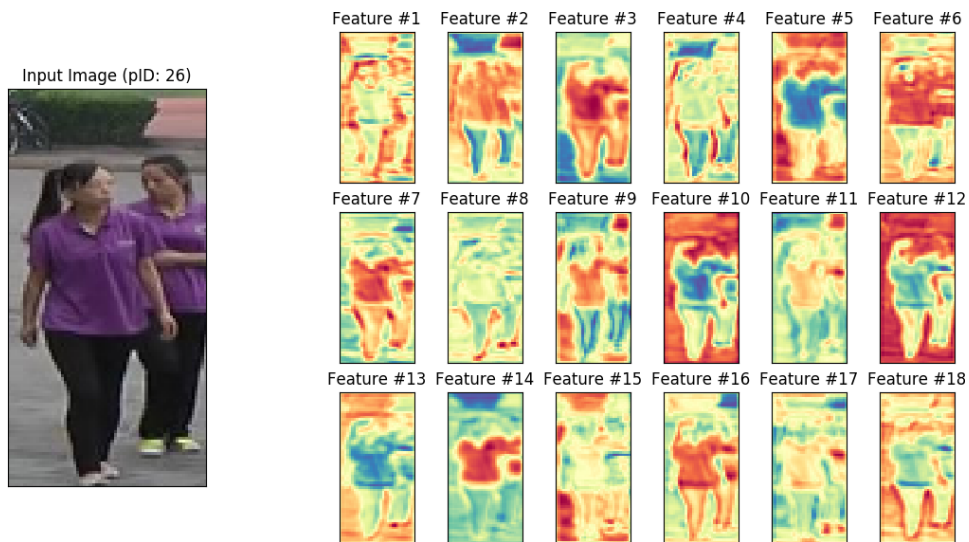 Feature #1 Feature #2 Feature #3 Feature #4 Feature #5 Feature #6
Input Image (pID: 26)
Feature #7 Feature #8 Feature #9 Feature #10 Feature #11 Feature #12
Feature #13 Feature #14 Feature #15 Feature #16 Feature #17 Feature #18